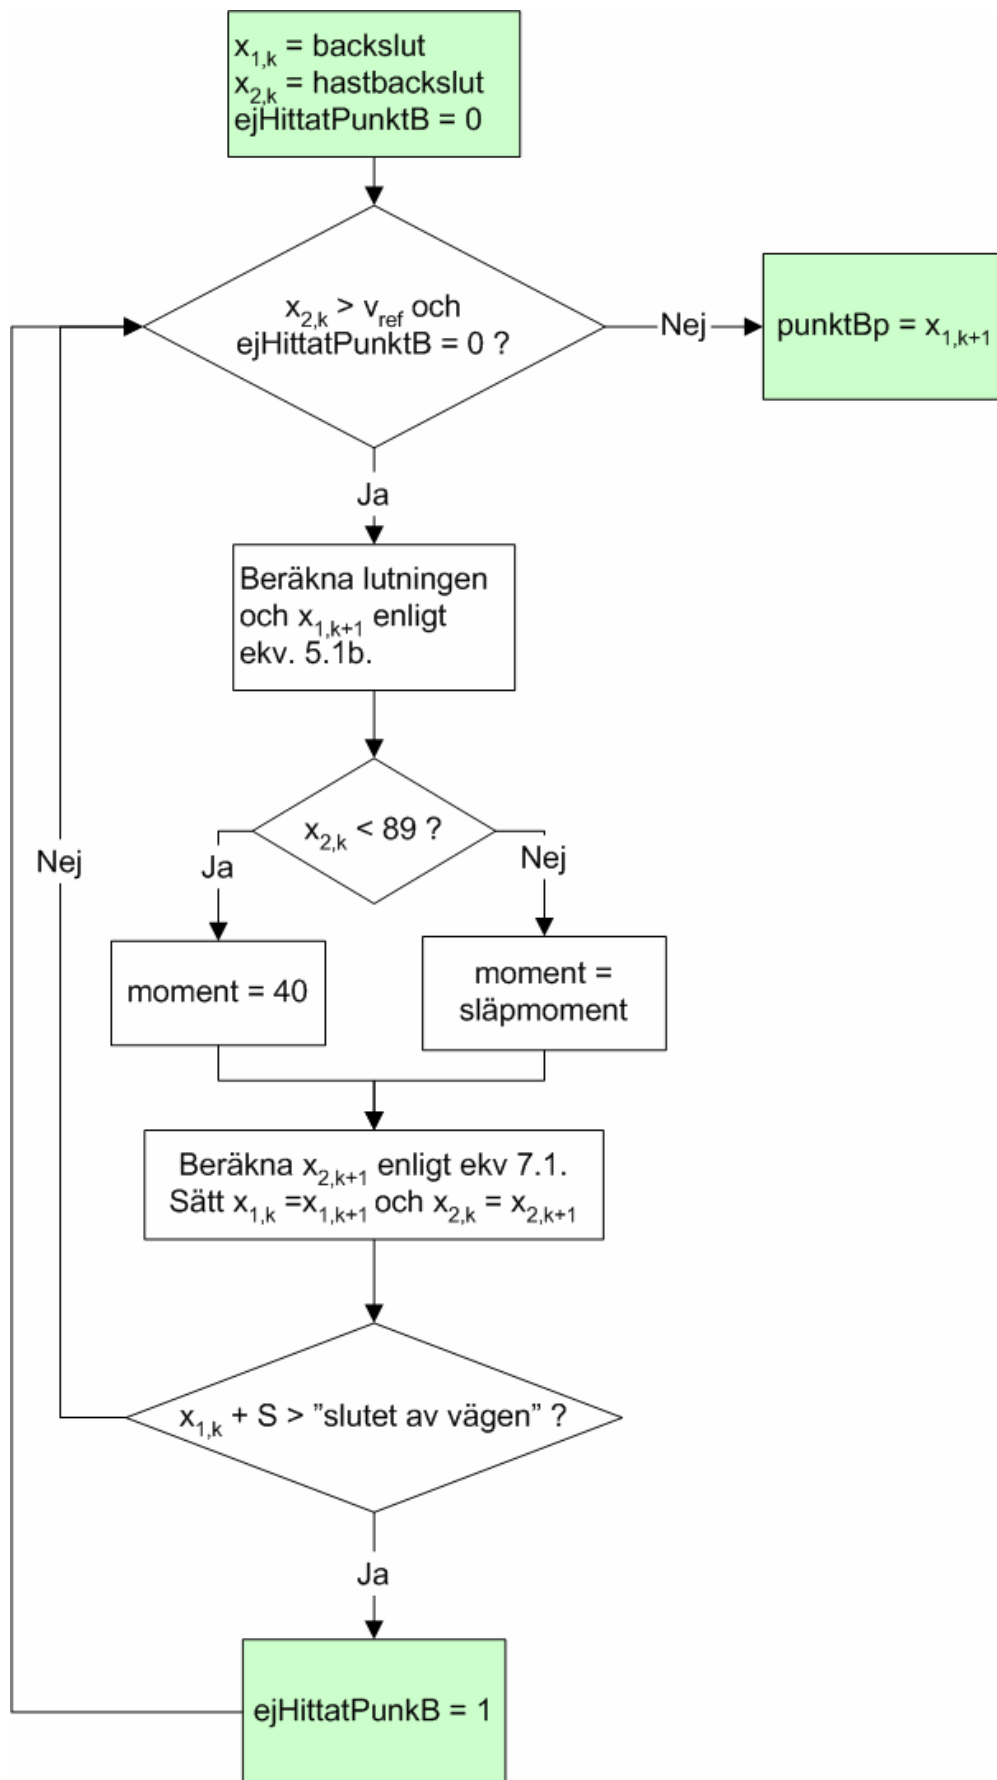 x1,k = backslut
x2,k = hastbackslut
ejHittatPunktB = 0
x2,k > vref och
ejHittatPunktB = 0 ?
Nej
punktBp = x1,k+1
Ja
Beräkna lutningen
och x1,k+1 enligt
ekv. 5.1b.
x2,k < 89 ?
Nej
Ja
Nej
moment = 40
moment =
släpmoment
Beräkna x2,k+1 enligt ekv 7.1.
Sätt x1,k =x1,k+1 och x2,k = x2,k+1
x1,k + S > ”slutet av vägen” ?
Ja
ejHittatPunkB = 1